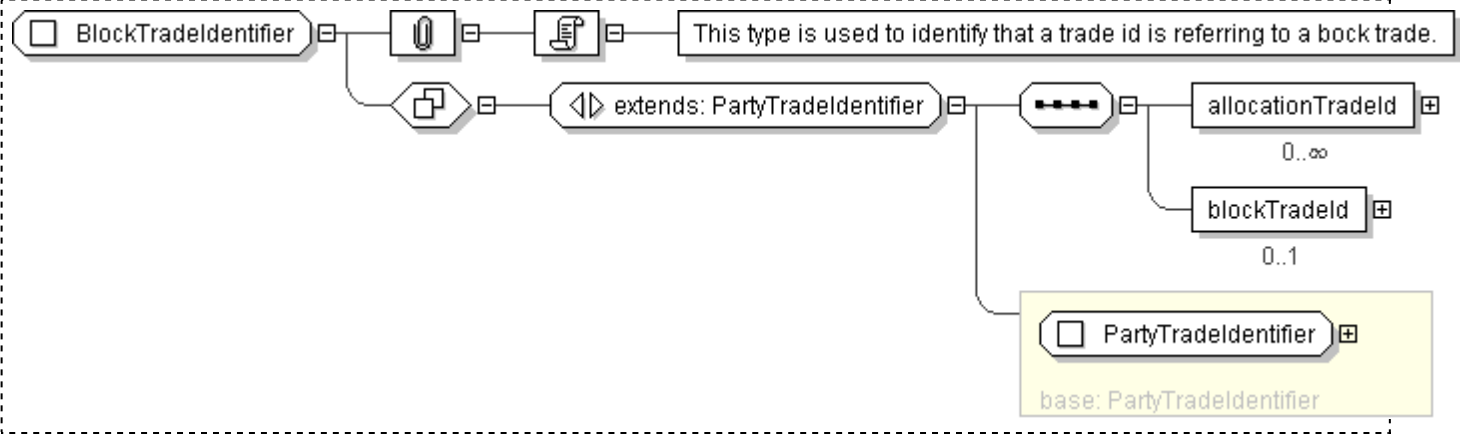 BlockTradeIdentifier
This type is used to identify that a trade id is referring to a bock trade.
extends: PartyTradeIdentifier
allocationTradeId
0..∞
blockTradeId
0..1
PartyTradeIdentifier
base: PartyTradeIdentifier